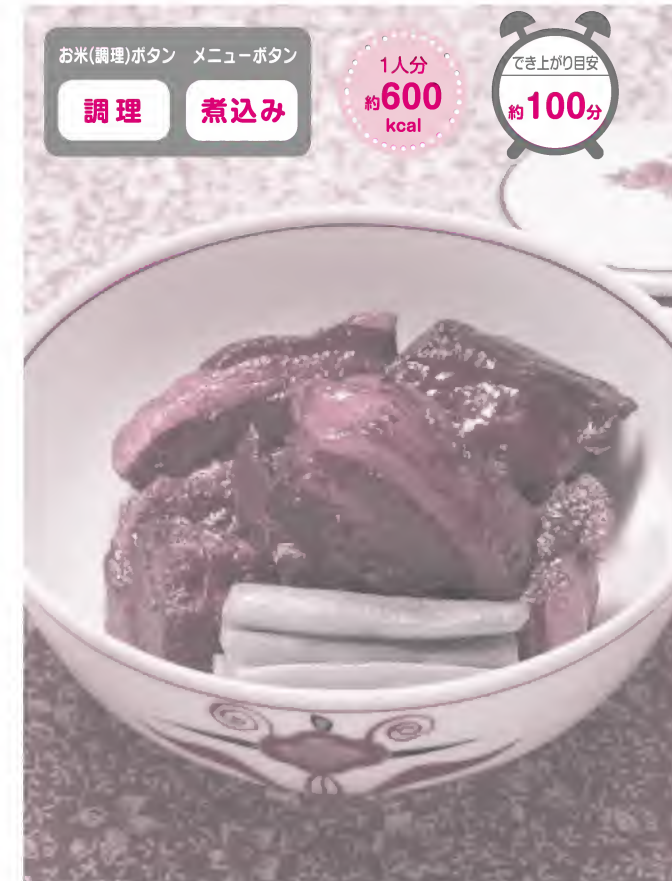 お米(調理)ボタン メニューボタン
調理 煮込み
1人分
約600
kcal
でき上がり目安
約100分